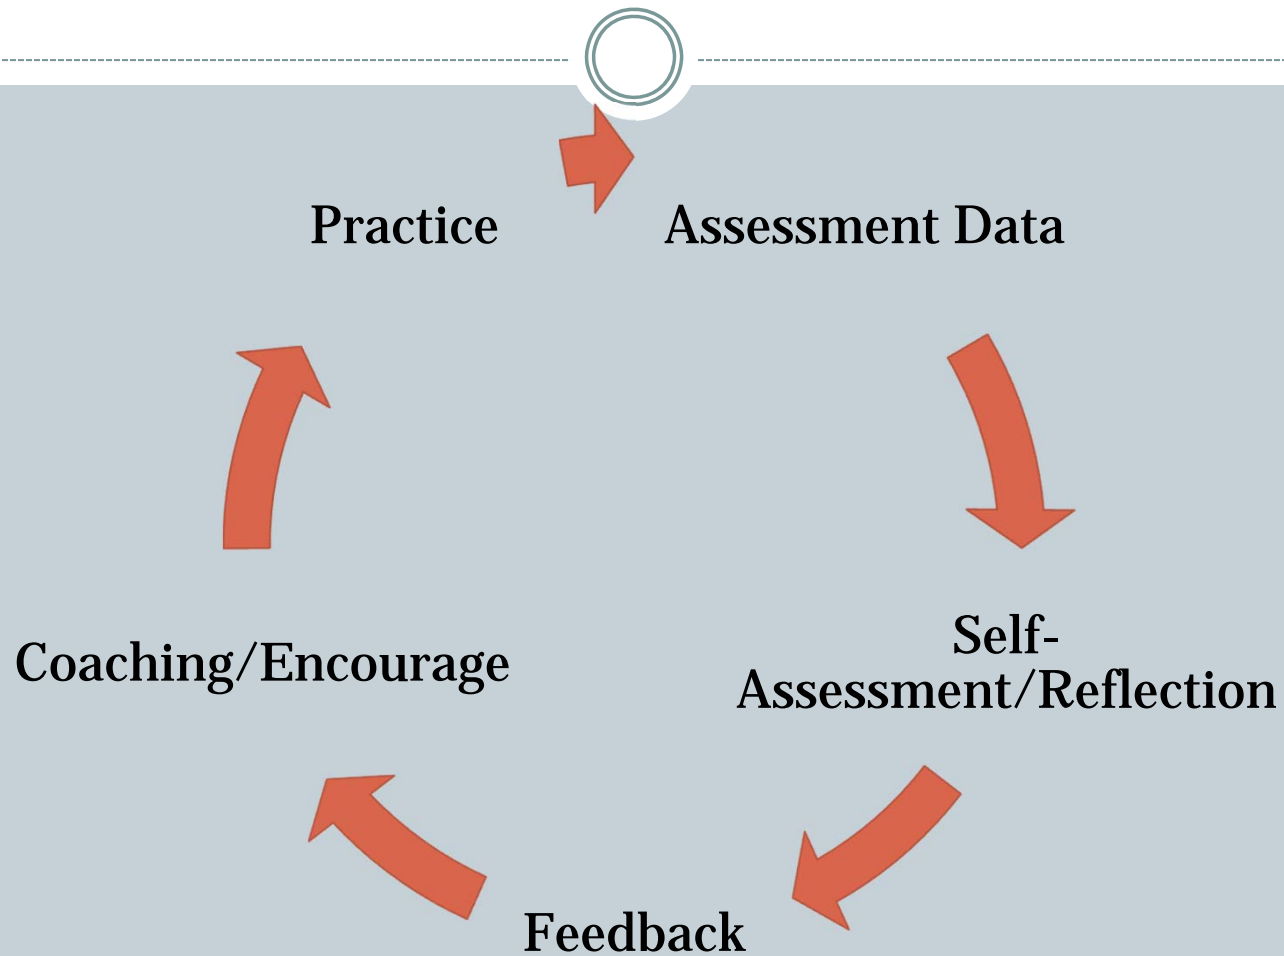 Practice
Assessment Data
Self-
Assessment/Reflection
Coaching/Encourage
Feedback